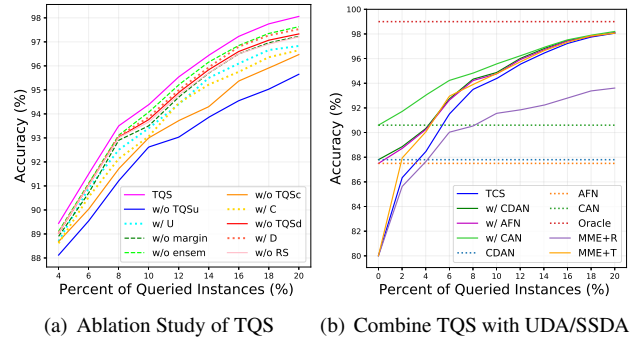 98
97
96
95
94
93
92
91
90
89
88
Accuracy (%)
TQS
w/o TQSu
w/ U
w/o margin
w/o ensem
w/o TQSc
w/ C
w/o TQSd
w/ D
w/o RS
4 6 8 10 12 14 16 18 20
Percent of Queried Instances (%)
(a) Ablation Study of TQS
100
98
96
94
92
90
88
86
84
82
80
Accuracy (%)
TCS
w/ CDAN
w/ AFN
w/ CAN
CDAN
AFN
CAN
Oracle
MME+R
MME+T
0 2 4 6 8 10 12 14 16 18 20
Percent of Queried Instances (%)
(b) Combine TQS with UDA/SSDA